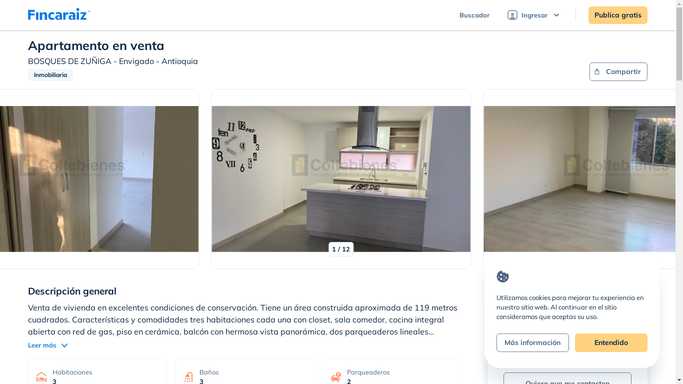 Fincaraiz
Buscador
Ingresar
Publica gratis
Apartamento en venta
BOSQUES DE ZUÑIGA - Envigado - Antioquia
Inmobiliaria
Compartir
Coltebienes
Coltebienes
Coltebienes
1 / 12
Descripción general
Venta de vivienda en excelentes condiciones de conservación. Tiene un área construida aproximada de 119 metros
cuadrados. Características y comodidades tres habitaciones cada una con closet, sala comedor, cocina integral
abierta con red de gas, piso en cerámica, balcón con hermosa vista panorámica, dos parqueaderos lineales...
Leer más
Habitaciones
3
Baños
3
Parqueaderos
2
Utilizamos cookies para mejorar tu experiencia en
nuestro sitio web. Al continuar en el sitio
consideramos que aceptas su uso.
Más información
Entendido
Quiero que me contacten